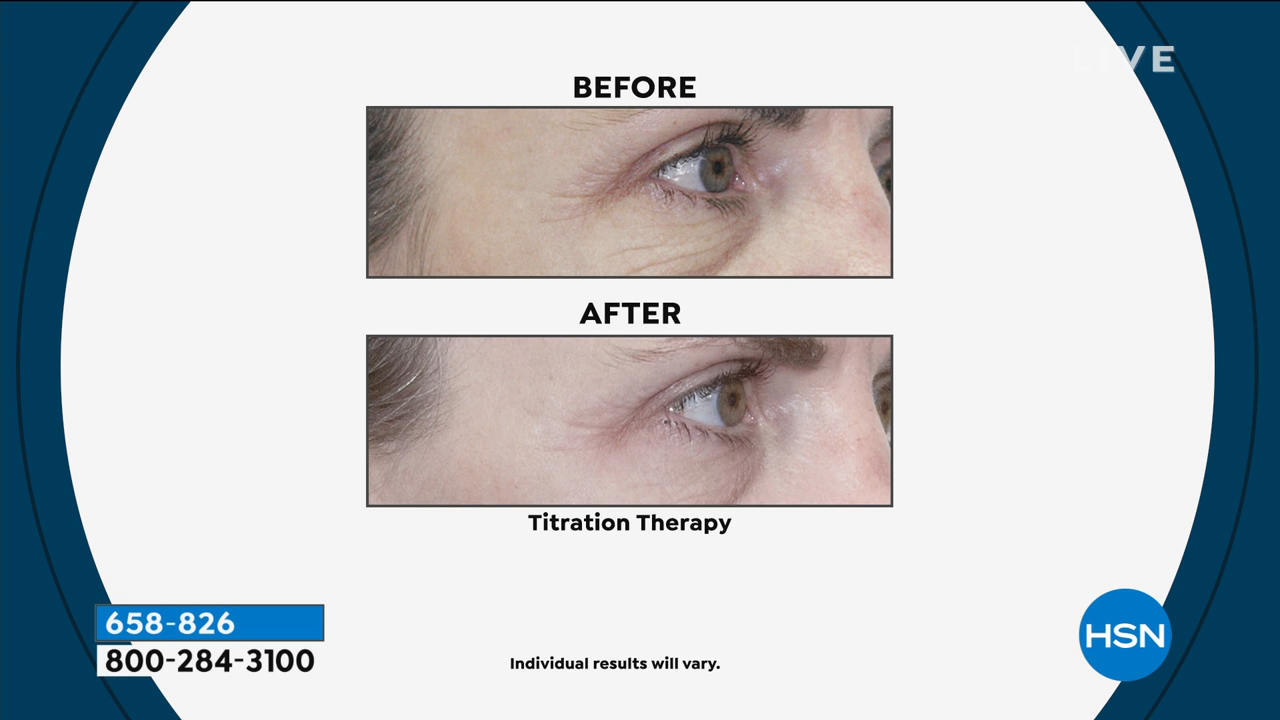 LIVE
BEFORE
AFTER
Titration Therapy
658-826
800-284-3100
Individual results will vary.
HSN